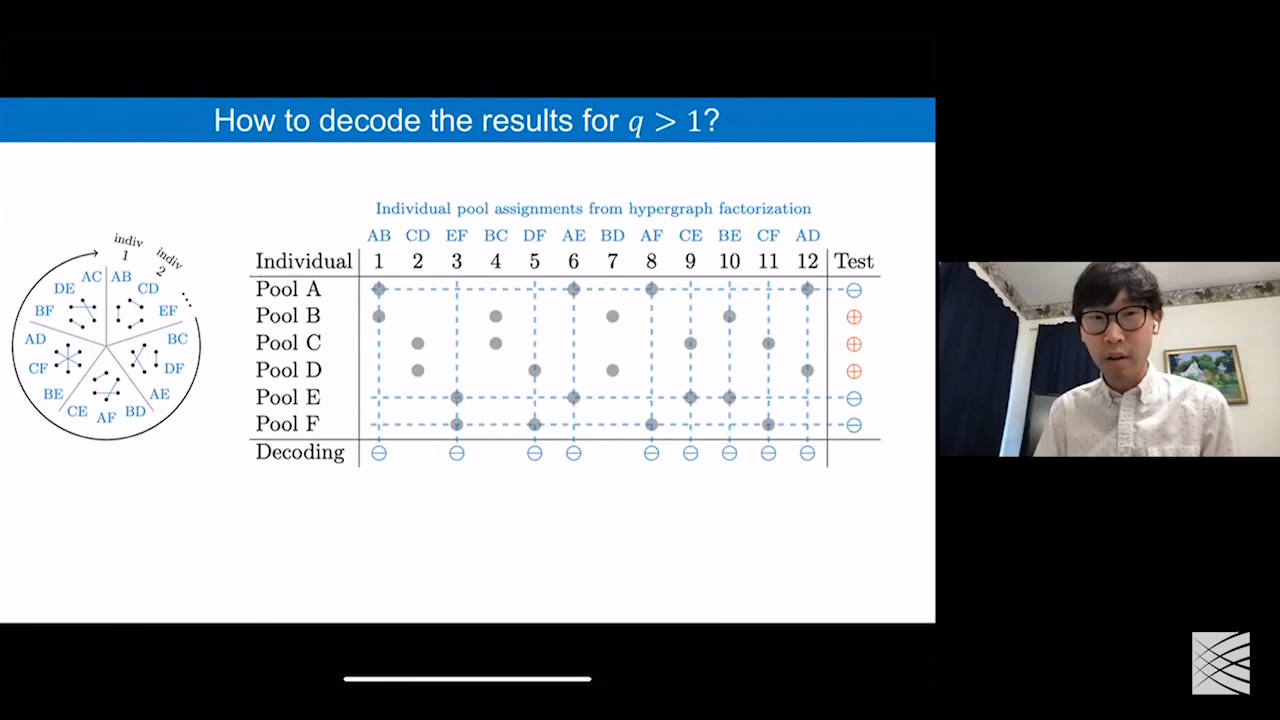 How to decode the results for q > 1?
Individual pool assignments from hypergraph factorization
AB CD EF BC DF AE BD AF CE BE CF AD
Individual 1 2 3 4 5 6 7 8 9 10 11 12 Test
Pool A ⊖
Pool B ⊕
Pool C ⊕
Pool D ⊕
Pool E ⊖
Pool F ⊖
Decoding ⊖ ⊖ ⊖ ⊖ ⊖ ⊖ ⊖ ⊖ ⊖
indiv
1
indiv
2
...
AB
CD
EF
BC
DF
AE
BD
AF
CE
BE
CF
AD
BF
DE
AC